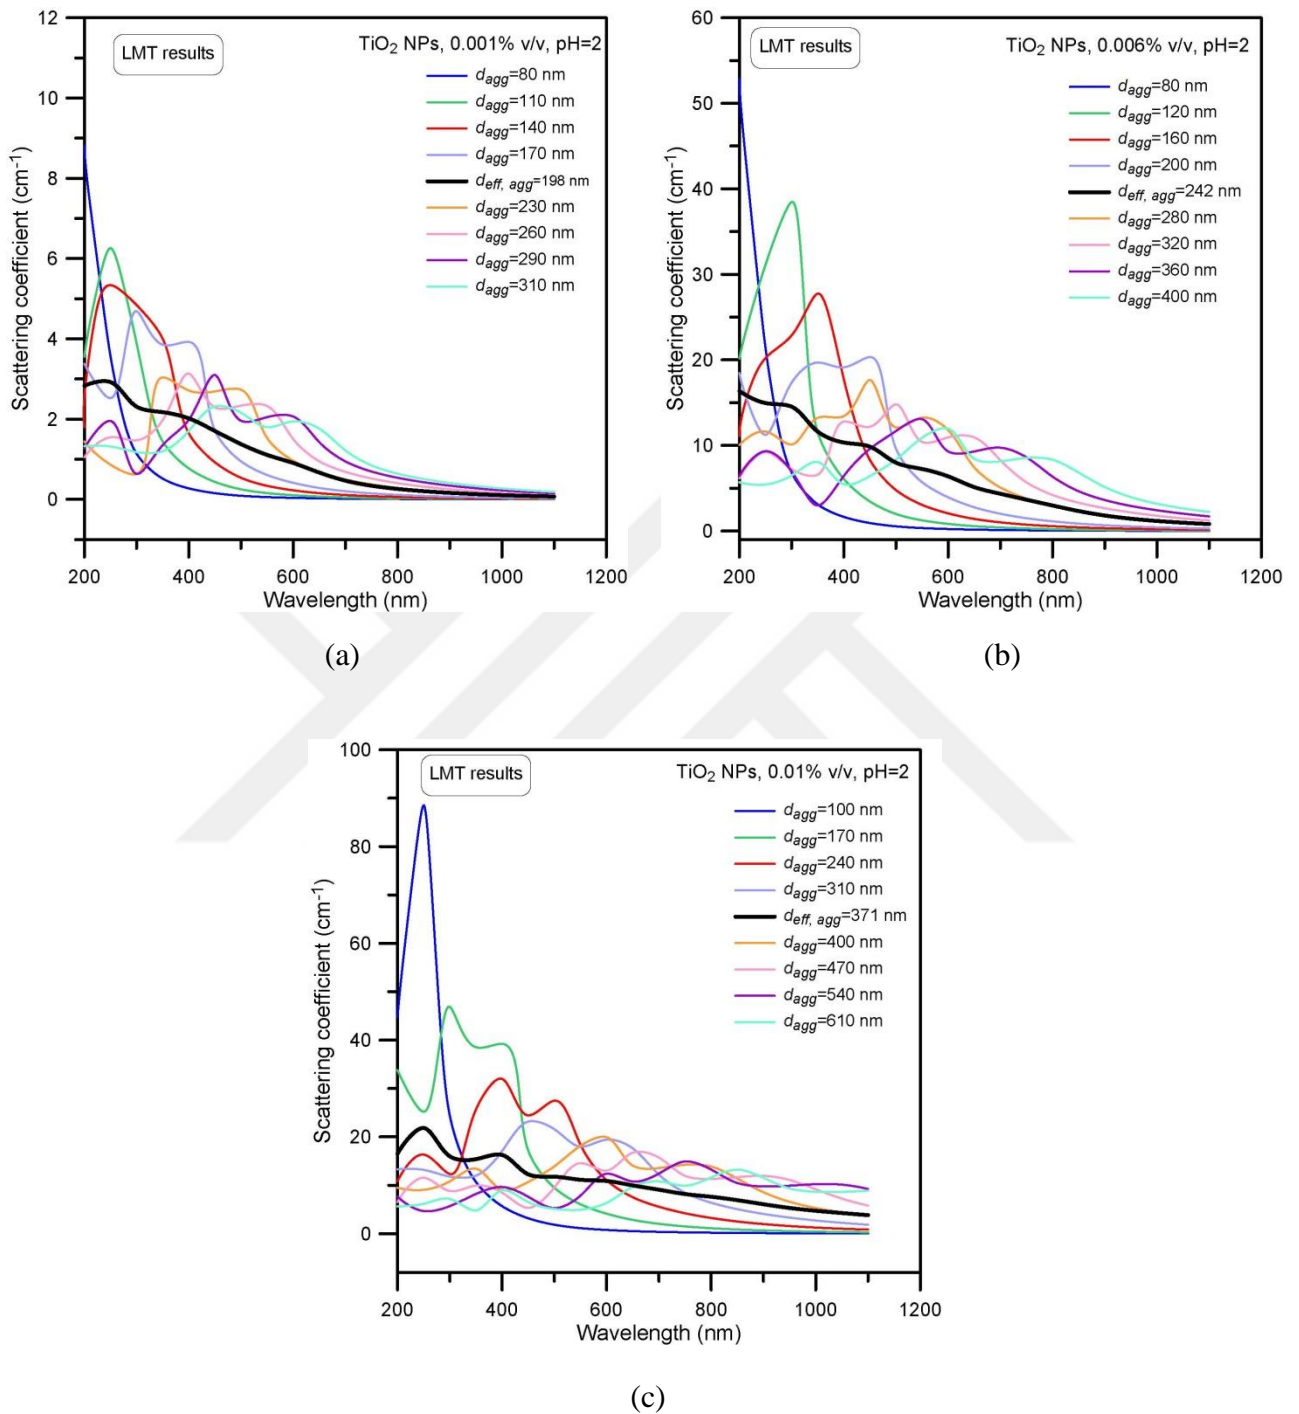 LMT results
TiO2 NPs, 0.001% v/v, pH=2
dagg=80 nm
dagg=110 nm
dagg=140 nm
dagg=170 nm
deff, agg=198 nm
dagg=230 nm
dagg=260 nm
dagg=290 nm
dagg=310 nm
Scattering coefficient (cm-1)
12
10
8
6
4
2
0
200 400 600 800 1000 1200
Wavelength (nm)
(a)
LMT results
TiO2 NPs, 0.006% v/v, pH=2
dagg=80 nm
dagg=120 nm
dagg=160 nm
dagg=200 nm
deff, agg=242 nm
dagg=280 nm
dagg=320 nm
dagg=360 nm
dagg=400 nm
Scattering coefficient (cm-1)
60
50
40
30
20
10
0
200 400 600 800 1000 1200
Wavelength (nm)
(b)
LMT results
TiO2 NPs, 0.01% v/v, pH=2
dagg=100 nm
dagg=170 nm
dagg=240 nm
dagg=310 nm
deff, agg=371 nm
dagg=400 nm
dagg=470 nm
dagg=540 nm
dagg=610 nm
Scattering coefficient (cm-1)
100
80
60
40
20
0
200 400 600 800 1000 1200
Wavelength (nm)
(c)